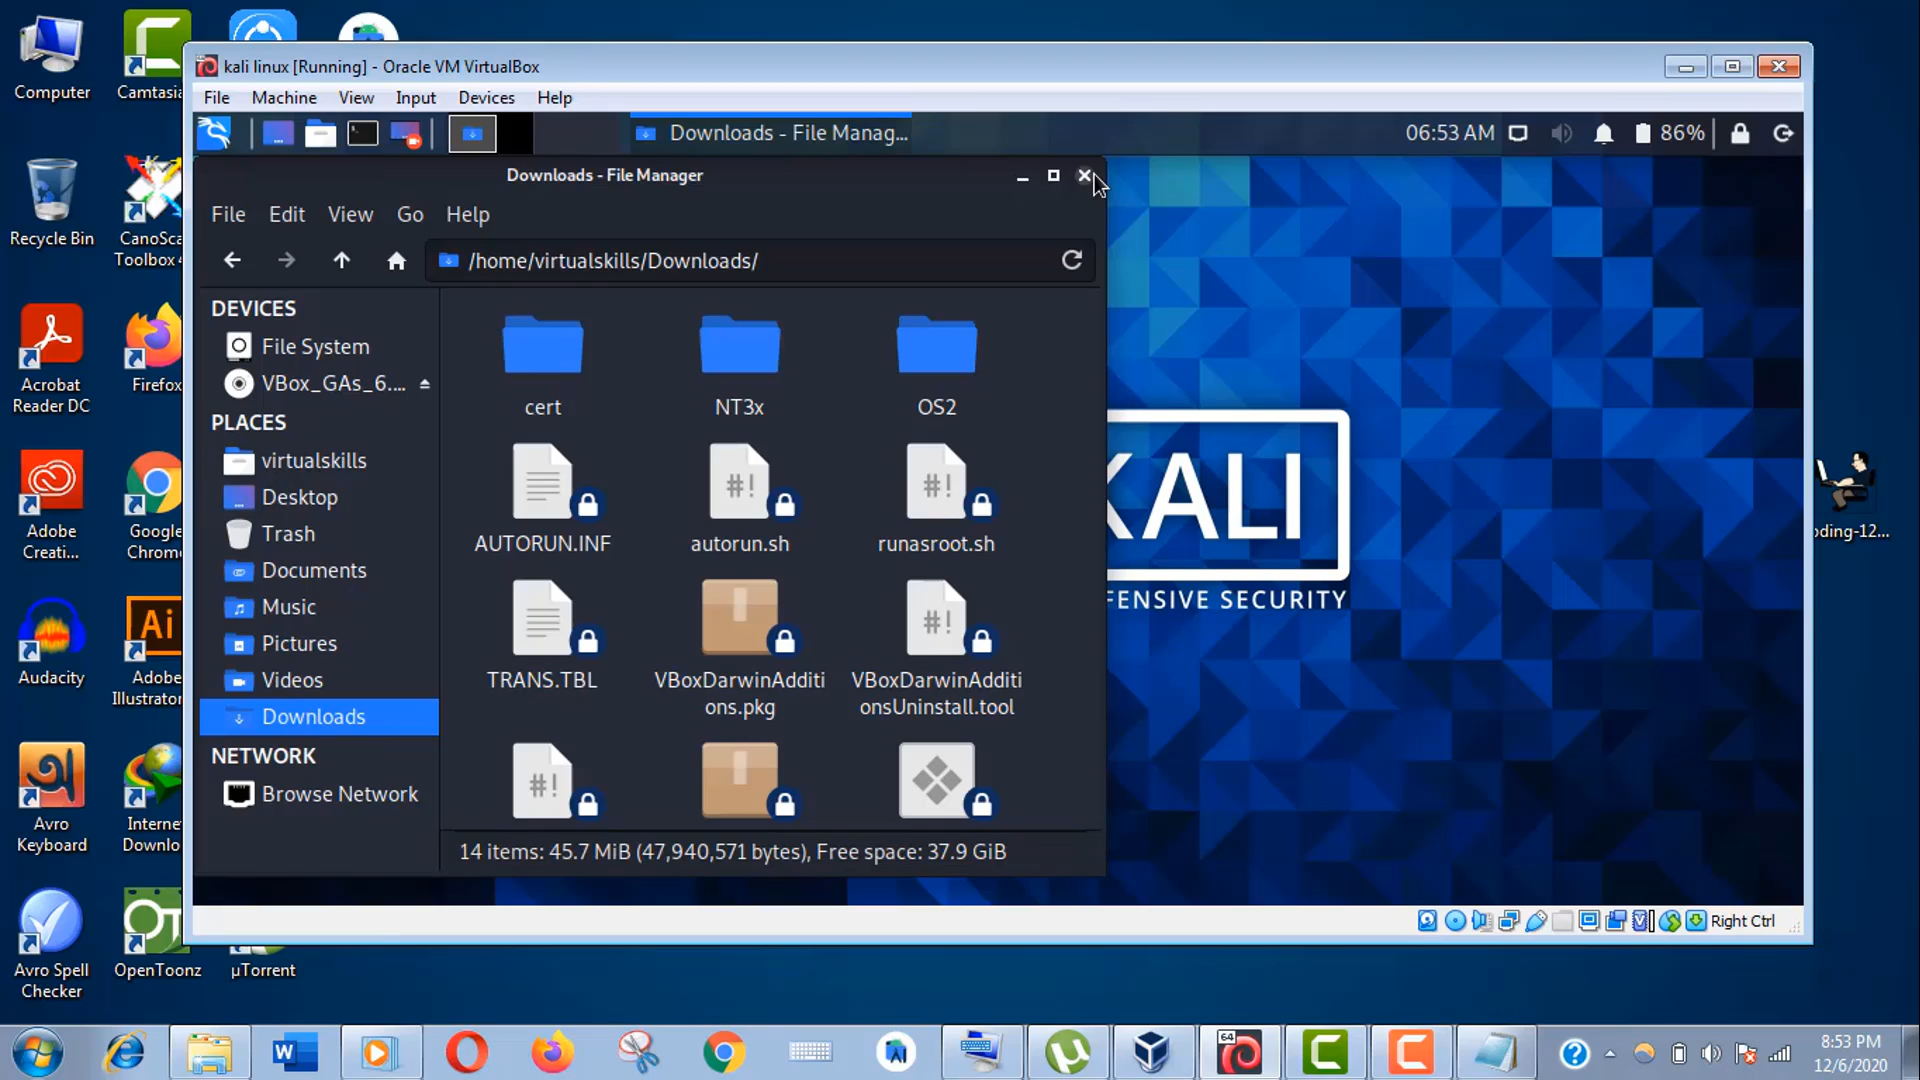 Computer
Camtasia
Recycle Bin
CanoSca
Toolbox 4
Acrobat
Reader DC
Firefox
Adobe
Creati...
Google
Chrome
Audacity
Adobe
Illustrator
Avro
Keyboard
Interne
Downlo
Avro Spell
Checker
OpenToonz
µTorrent
oding-12...
kali linux [Running] - Oracle VM VirtualBox
File Machine View Input Devices Help
Downloads - File Manag...
06:53 AM
86%
Downloads - File Manager
File Edit View Go Help
/home/virtualskills/Downloads/
DEVICES
File System
VBox_GAs_6....
PLACES
virtualskills
Desktop
Trash
Documents
Music
Pictures
Videos
Downloads
NETWORK
Browse Network
cert
NT3x
OS2
AUTORUN.INF
autorun.sh
runasroot.sh
TRANS.TBL
VBoxDarwinAdditi
ons.pkg
VBoxDarwinAdditi
onsUninstall.tool
14 items: 45.7 MiB (47,940,571 bytes), Free space: 37.9 GiB
KALI
FENSIVE SECURITY
Right Ctrl
64
8:53 PM
12/6/2020